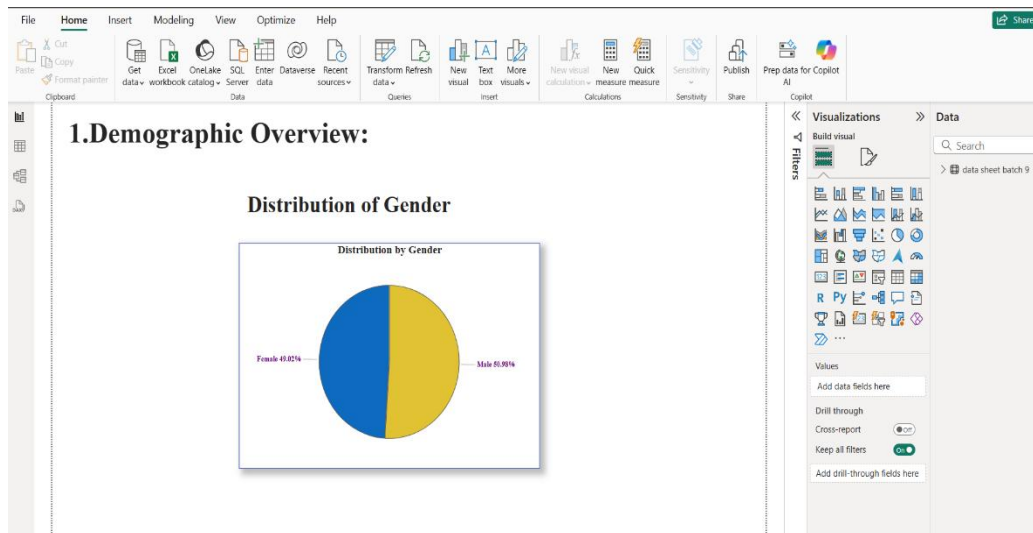 File Home Insert Modeling View Optimize Help
Share
Paste
Cut
Copy
Format painter
Clipboard
Get data
Excel workbook
OneLake catalog
SQL Server
Enter data
Dataverse
Recent sources
Data
Transform data
Refresh
Queries
New visual
Text box
More visuals
Insert
New visual calculation
New measure
Quick measure
Calculations
Sensitivity
Sensitivity
Publish
Share
Prep data for AI
Copilot
Copilot
1.Demographic Overview:
Distribution of Gender
Distribution by Gender
Female 49.02%
Male 50.98%
Filters
Visualizations
Build visual
R Py
Values
Add data fields here
Drill through
Cross-report
Off
Keep all filters
On
Add drill-through fields here
Data
Search
data sheet batch 9